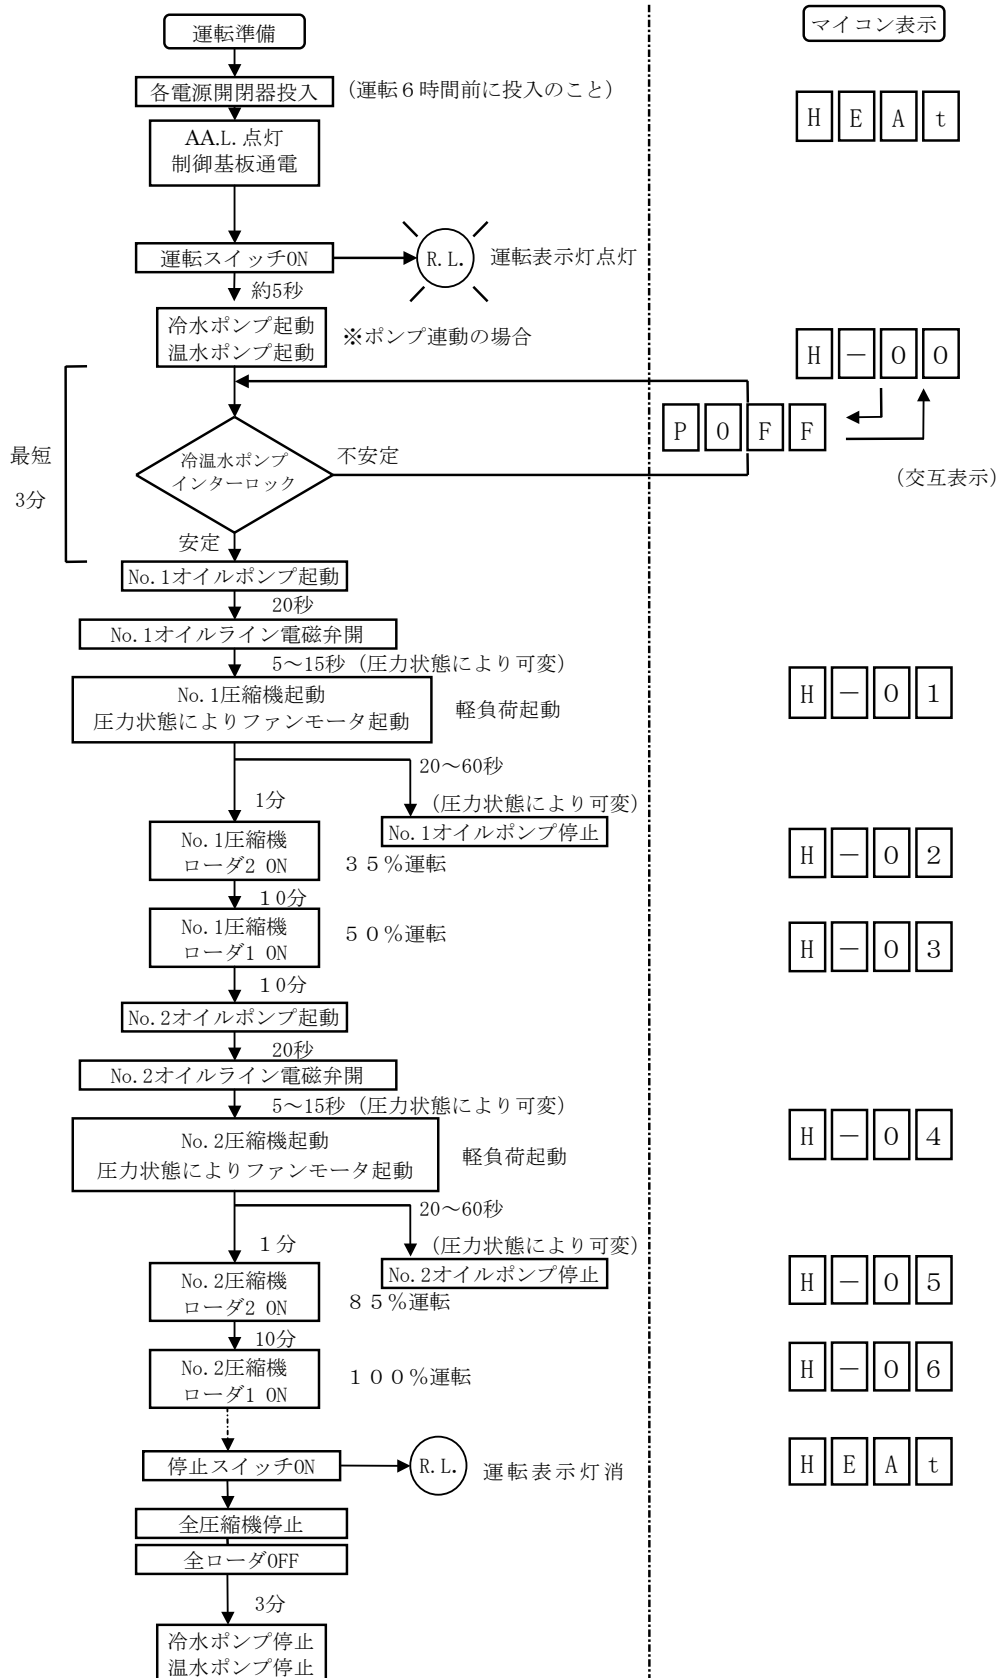 運転準備
マイコン表示
各電源開閉器投入
(運転6時間前に投入のこと)
H E A t
AA.L.点灯
制御基板通電
運転スイッチON
R.L.
運転表示灯点灯
約5秒
冷水ポンプ起動
温水ポンプ起動
※ポンプ連動の場合
H － 0 0
P O F F
(交互表示)
最短
3分
冷温水ポンプ
インターロック
不安定
安定
No.1オイルポンプ起動
20秒
No.1オイルライン電磁弁開
5～15秒 (圧力状態により可変)
No.1圧縮機起動
圧力状態によりファンモータ起動
軽負荷起動
H － 0 1
20～60秒
(圧力状態により可変)
No.1オイルポンプ停止
1分
No.1圧縮機
ローダ2 ON
３５%運転
H － 0 2
１0分
No.1圧縮機
ローダ1 ON
５０%運転
H － 0 3
１0分
No.2オイルポンプ起動
20秒
No.2オイルライン電磁弁開
5～15秒 (圧力状態により可変)
No.2圧縮機起動
圧力状態によりファンモータ起動
軽負荷起動
H － 0 4
20～60秒
(圧力状態により可変)
No.2オイルポンプ停止
１分
No.2圧縮機
ローダ2 ON
８５%運転
H － 0 5
10分
No.2圧縮機
ローダ1 ON
１００%運転
H － 0 6
停止スイッチON
R.L.
運転表示灯消
H E A t
全圧縮機停止
全ローダOFF
3分
冷水ポンプ停止
温水ポンプ停止